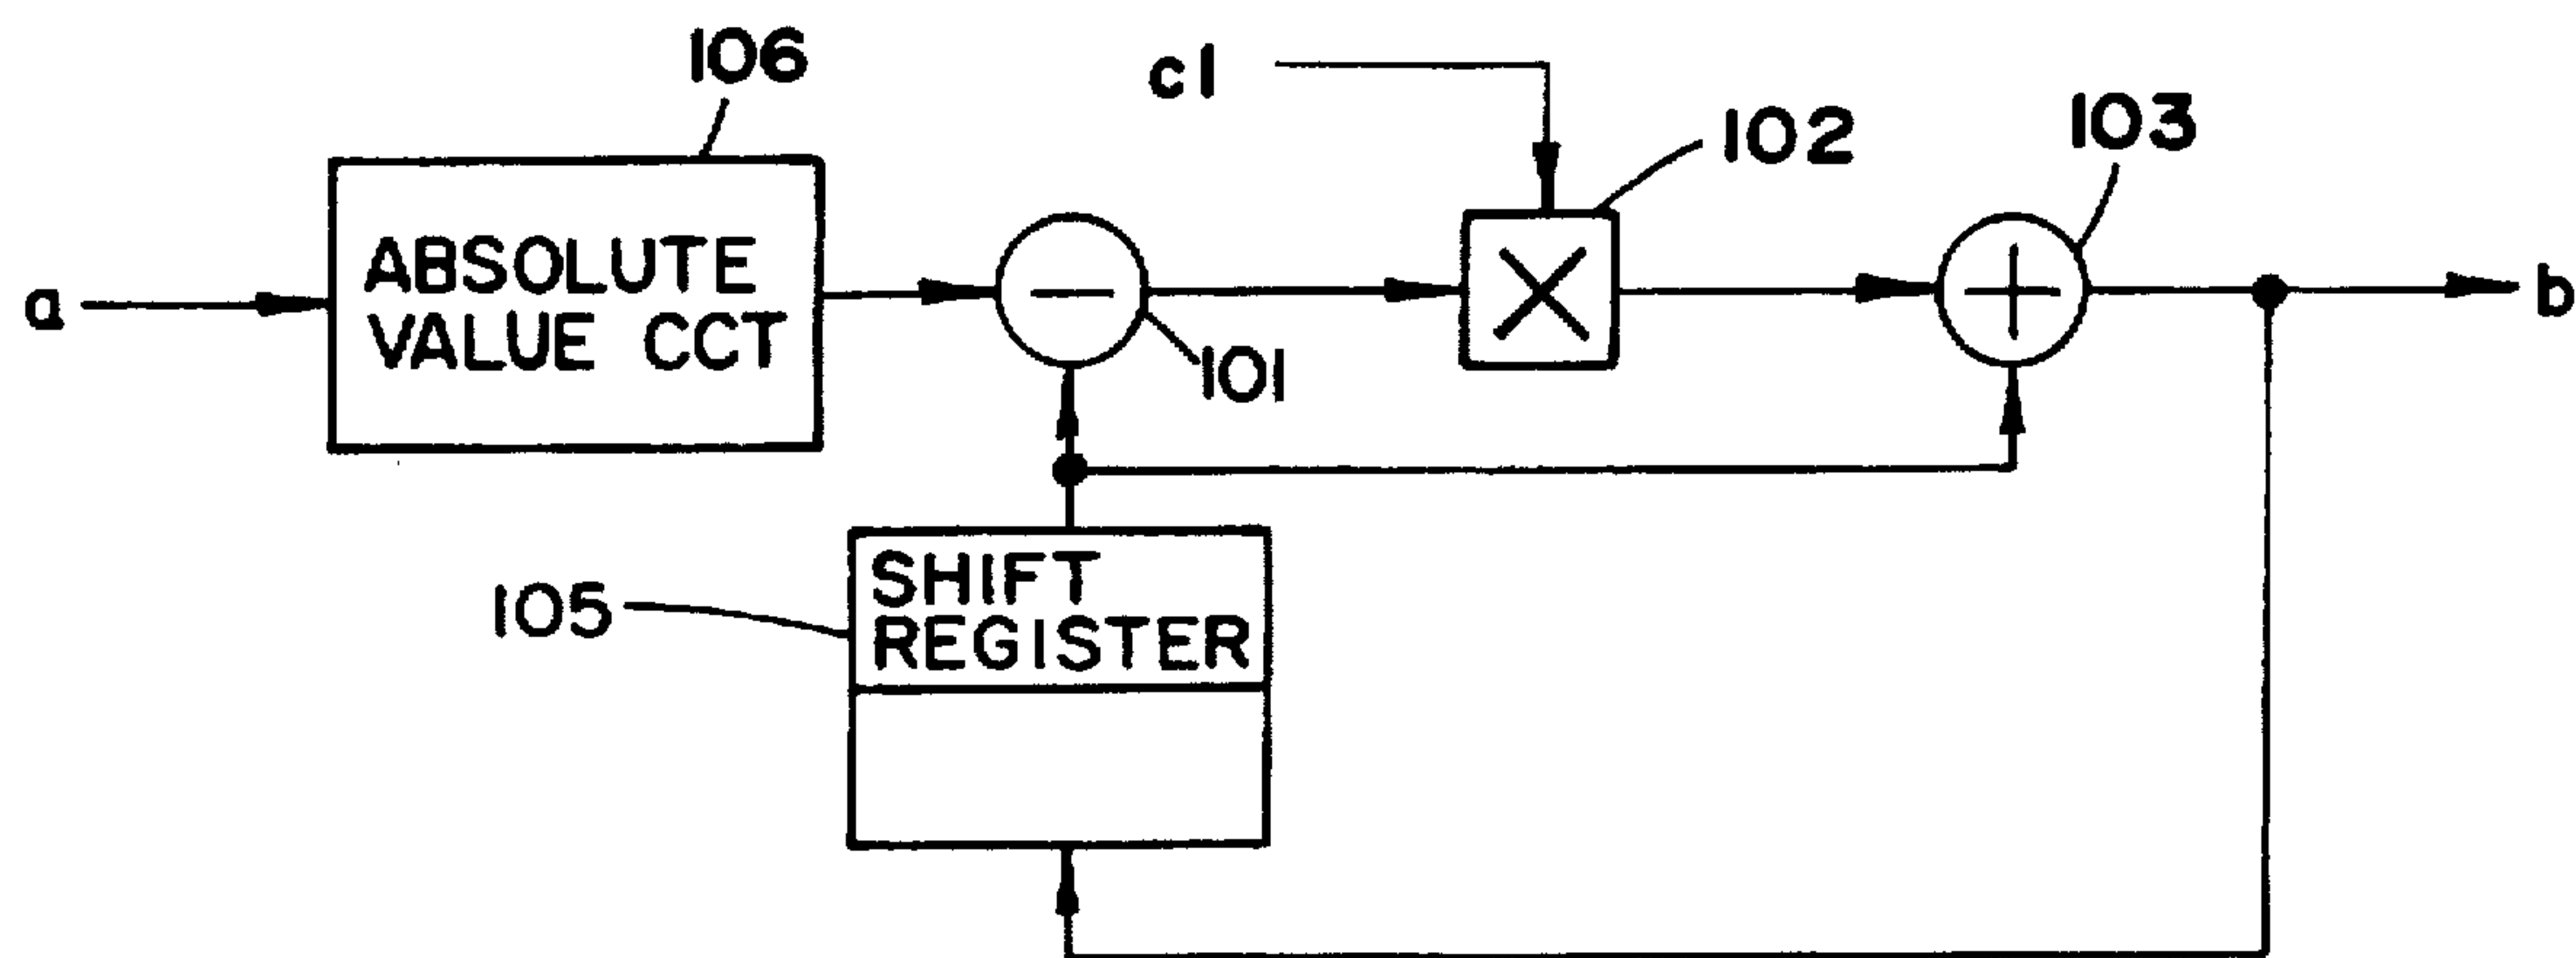 106
c1
102
103
a
ABSOLUTE
VALUE CCT
−
×
+
b
101
105
SHIFT
REGISTER